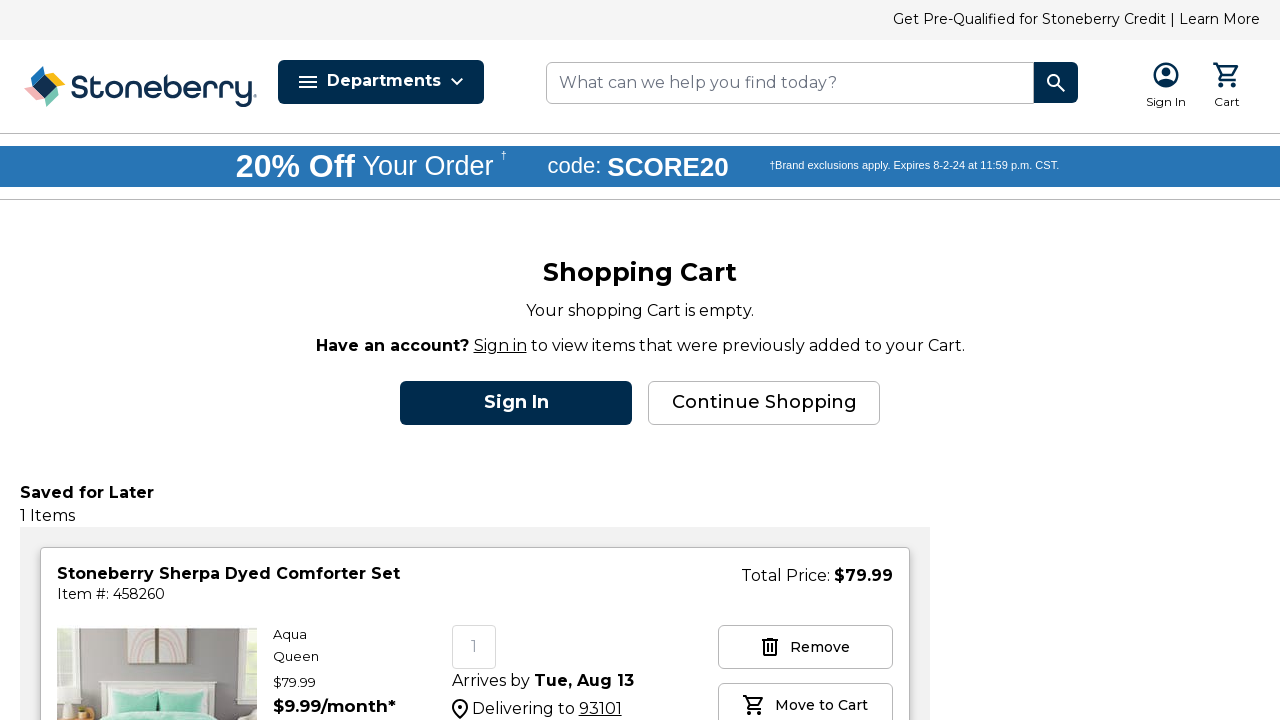 Get Pre-Qualified for Stoneberry Credit | Learn More
Stoneberry®
Departments
What can we help you find today?
Sign In
Cart
20% Off Your Order † code: SCORE20 †Brand exclusions apply. Expires 8-2-24 at 11:59 p.m. CST.
Shopping Cart
Your shopping Cart is empty.
Have an account? Sign in to view items that were previously added to your Cart.
Sign In
Continue Shopping
Saved for Later
1 Items
Stoneberry Sherpa Dyed Comforter Set
Item #: 458260
Total Price: $79.99
Aqua
Queen
$79.99
$9.99/month*
1
Arrives by Tue, Aug 13
Delivering to 93101
Remove
Move to Cart